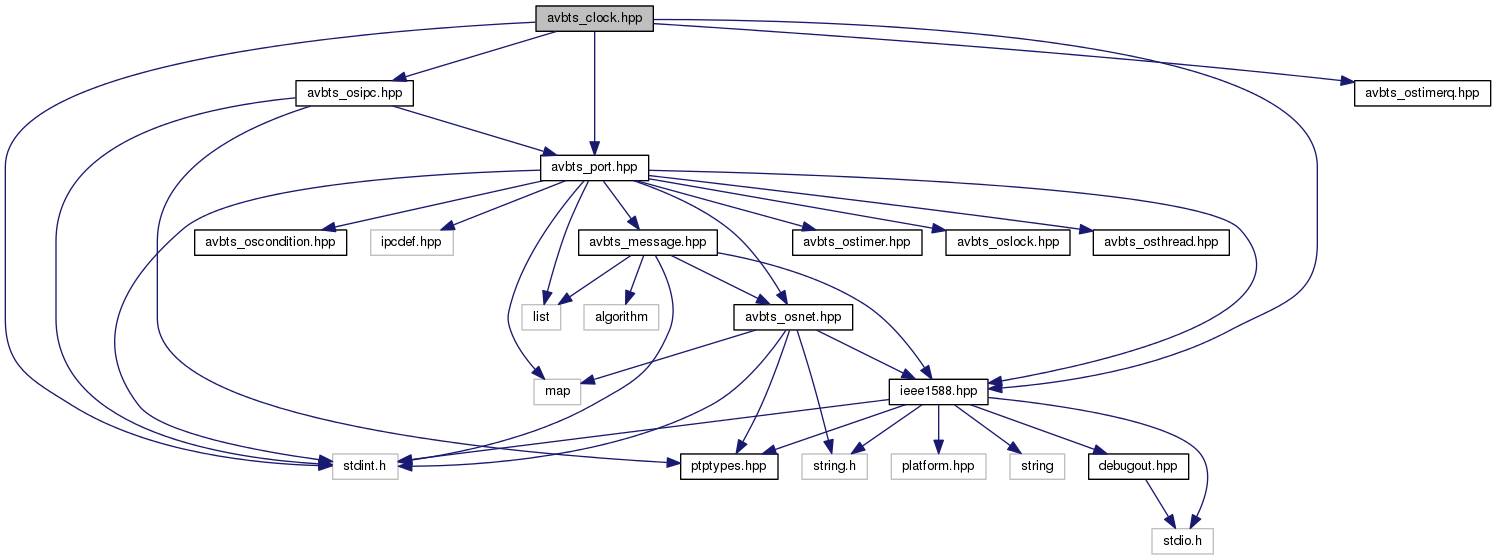 avbts_clock.hpp
avbts_osipc.hpp
avbts_ostimerq.hpp
avbts_port.hpp
avbts_oscondition.hpp
ipcdef.hpp
avbts_message.hpp
avbts_ostimer.hpp
avbts_oslock.hpp
avbts_osthread.hpp
list
algorithm
avbts_osnet.hpp
map
ieee1588.hpp
stdint.h
ptptypes.hpp
string.h
platform.hpp
string
debugout.hpp
stdio.h